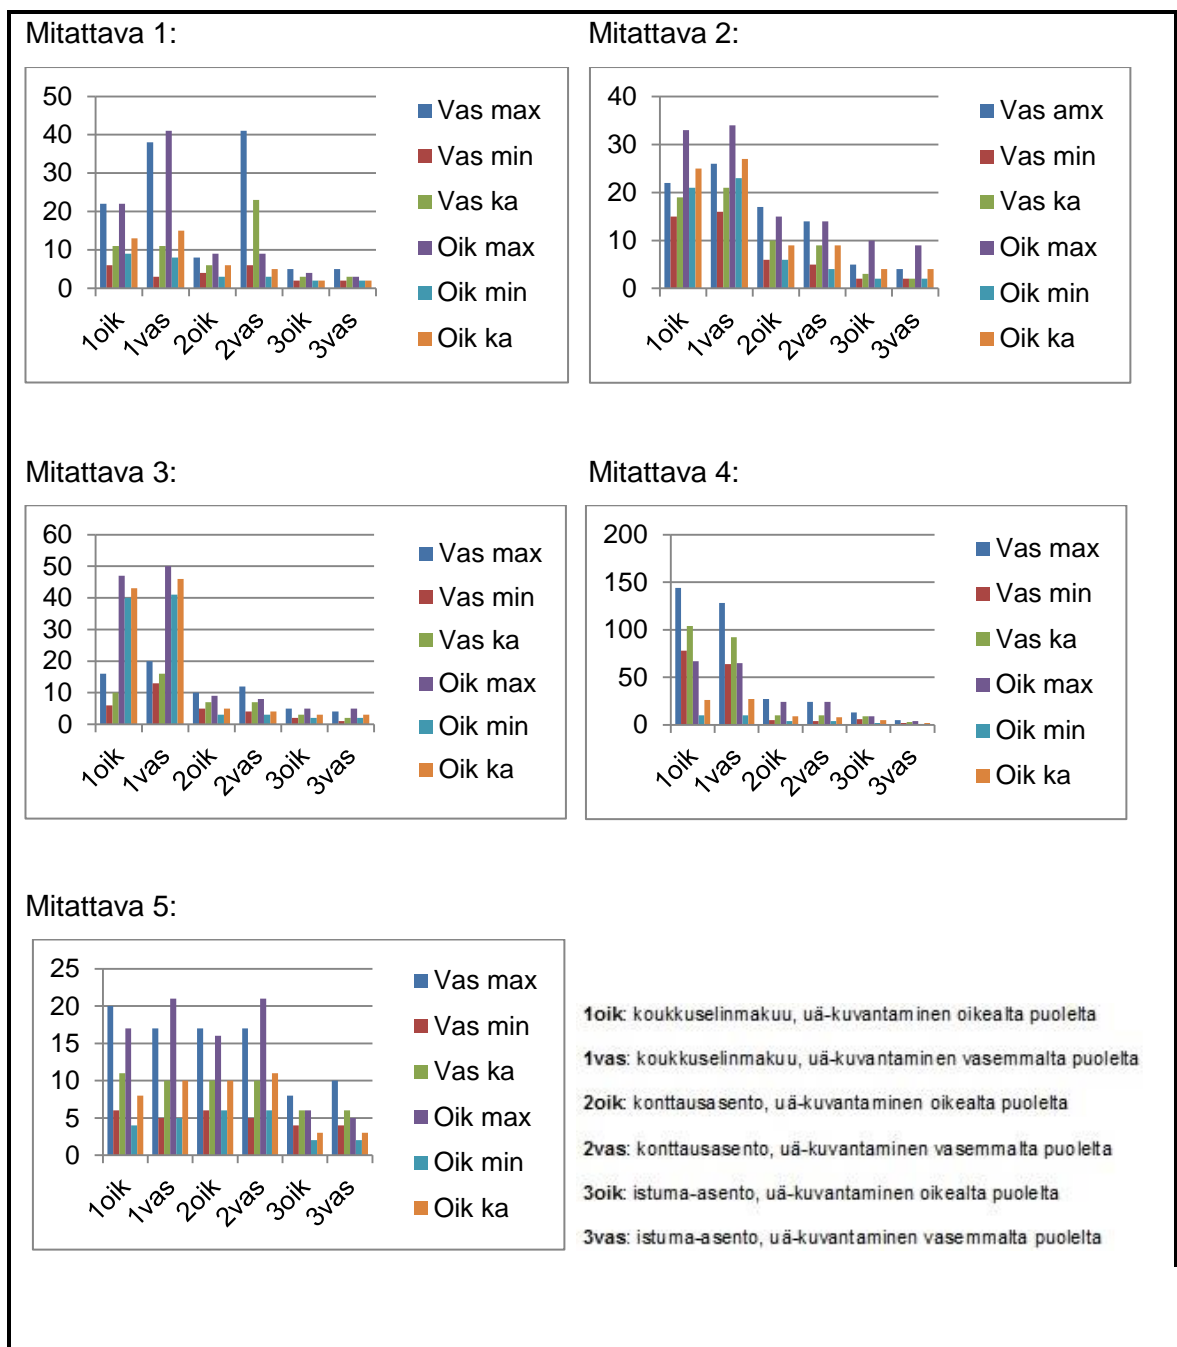 Mitattava 1:
50
40
30
20
10
0
1oik
1vas
2oik
2vas
3oik
3vas
Vas max
Vas min
Vas ka
Oik max
Oik min
Oik ka
Mitattava 2:
40
30
20
10
0
1oik
1vas
2oik
2vas
3oik
3vas
Vas amx
Vas min
Vas ka
Oik max
Oik min
Oik ka
Mitattava 3:
60
50
40
30
20
10
0
1oik
1vas
2oik
2vas
3oik
3vas
Vas max
Vas min
Vas ka
Oik max
Oik min
Oik ka
Mitattava 4:
200
150
100
50
0
1oik
1vas
2oik
2vas
3oik
3vas
Vas max
Vas min
Vas ka
Oik max
Oik min
Oik ka
Mitattava 5:
25
20
15
10
5
0
1oik
1vas
2oik
2vas
3oik
3vas
Vas max
Vas min
Vas ka
Oik max
Oik min
Oik ka
1oik: koukkuselinmakuu, uä-kuvantaminen oikealta puolelta
1vas: koukkuselinmakuu, uä-kuvantaminen vasemmalta puolelta
2oik: konttausasento, uä-kuvantaminen oikealta puolelta
2vas: konttausasento, uä-kuvantaminen vasemmalta puolelta
3oik: istuma-asento, uä-kuvantaminen oikealta puolelta
3vas: istuma-asento, uä-kuvantaminen vasemmalta puolelta